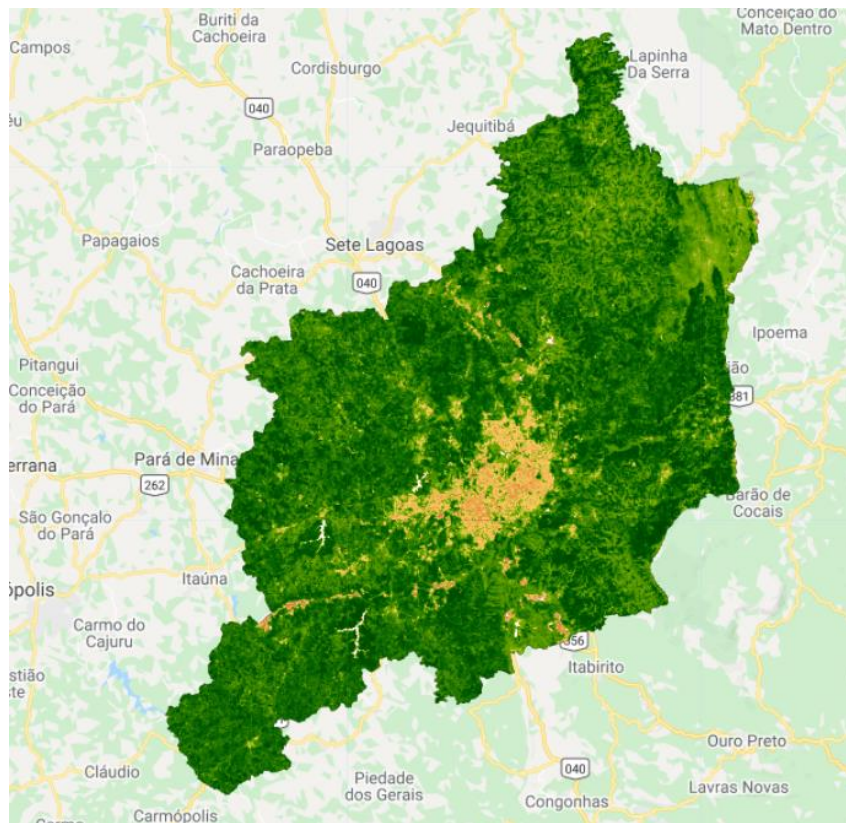 Buriti da
Cachoeira
Conceição do
Mato Dentro
Campos
Lapinha
Da Serra
Cordisburgo
040
Jequitibá
Paraopeba
Papagaios
Sete Lagoas
Cachoeira
da Prata
040
Ipoema
Pitangui
Conceição
do Pará
381
Pará de Mina
262
Barão de
Cocais
São Gonçalo
do Pará
Itaúna
Carmo do
Cajuru
356
Itabirito
Ouro Preto
Cláudio
Piedade
dos Gerais
040
Lavras Novas
Congonhas
Carmópolis